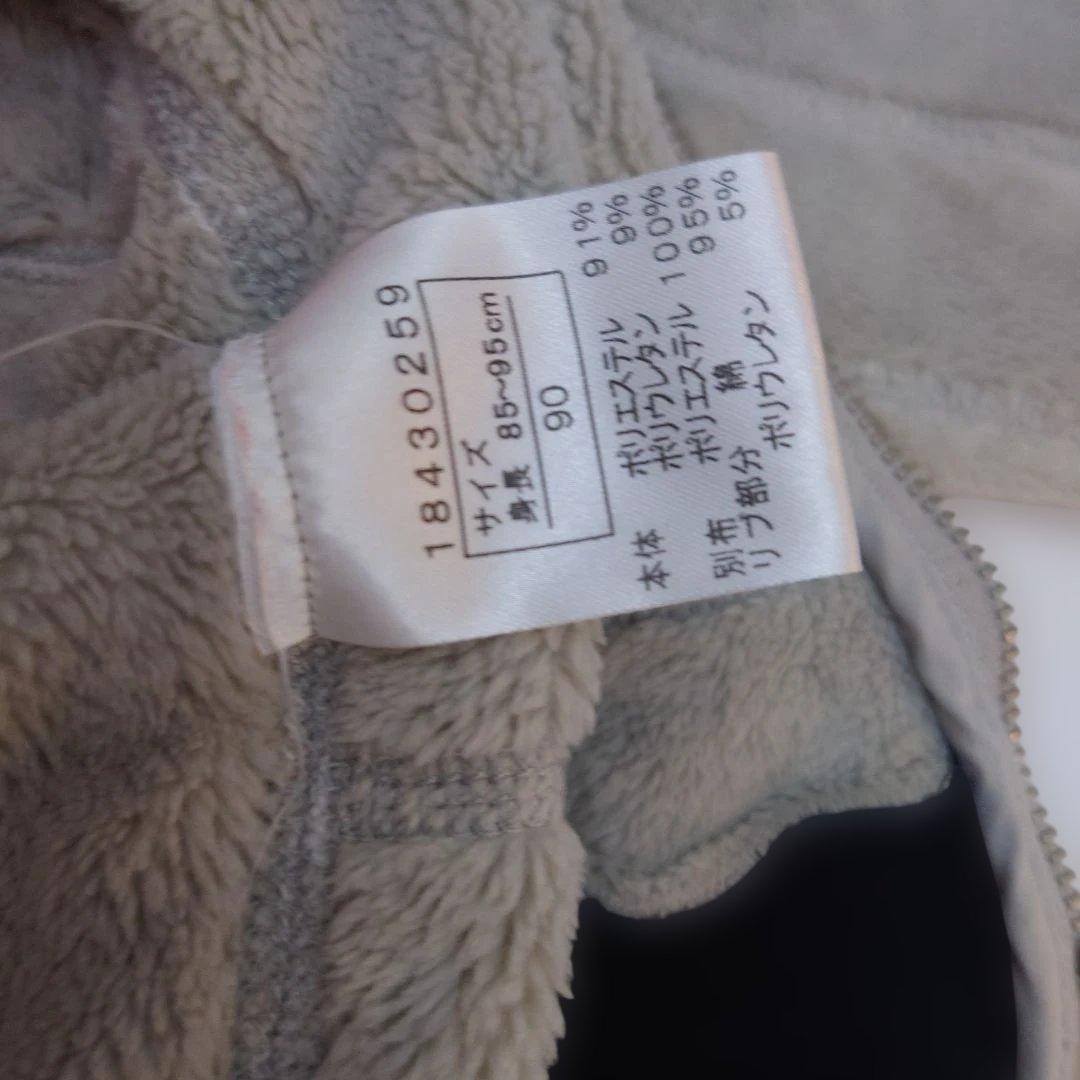 18430259
サイズ
身長 85~95cm
90
本体 ポリエステル 91%
ポリウレタン 9%
別布 ポリエステル 100%
リブ部分 綿 95%
ポリウレタン 5%